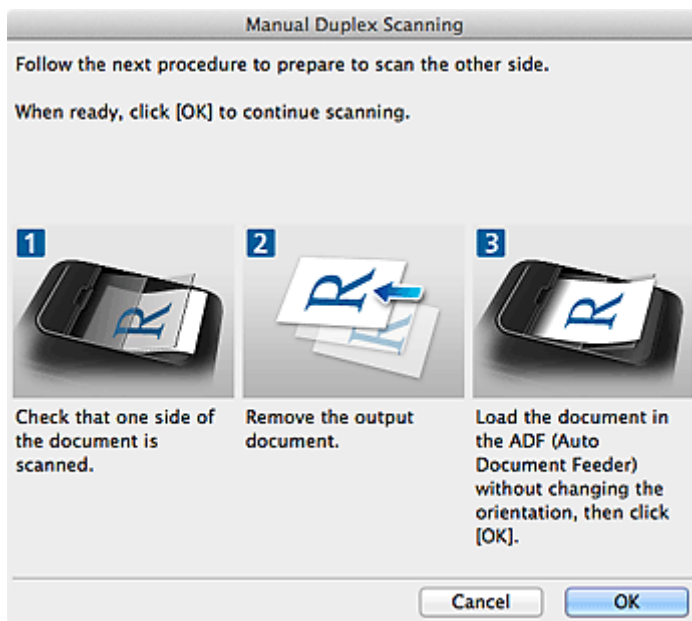 Manual Duplex Scanning
Follow the next procedure to prepare to scan the other side.
When ready, click [OK] to continue scanning.
1
2
3
R
R
R
R
Check that one side of
the document is
scanned.
Remove the output
document.
Load the document in
the ADF (Auto
Document Feeder)
without changing the
orientation, then click
[OK].
Cancel
OK